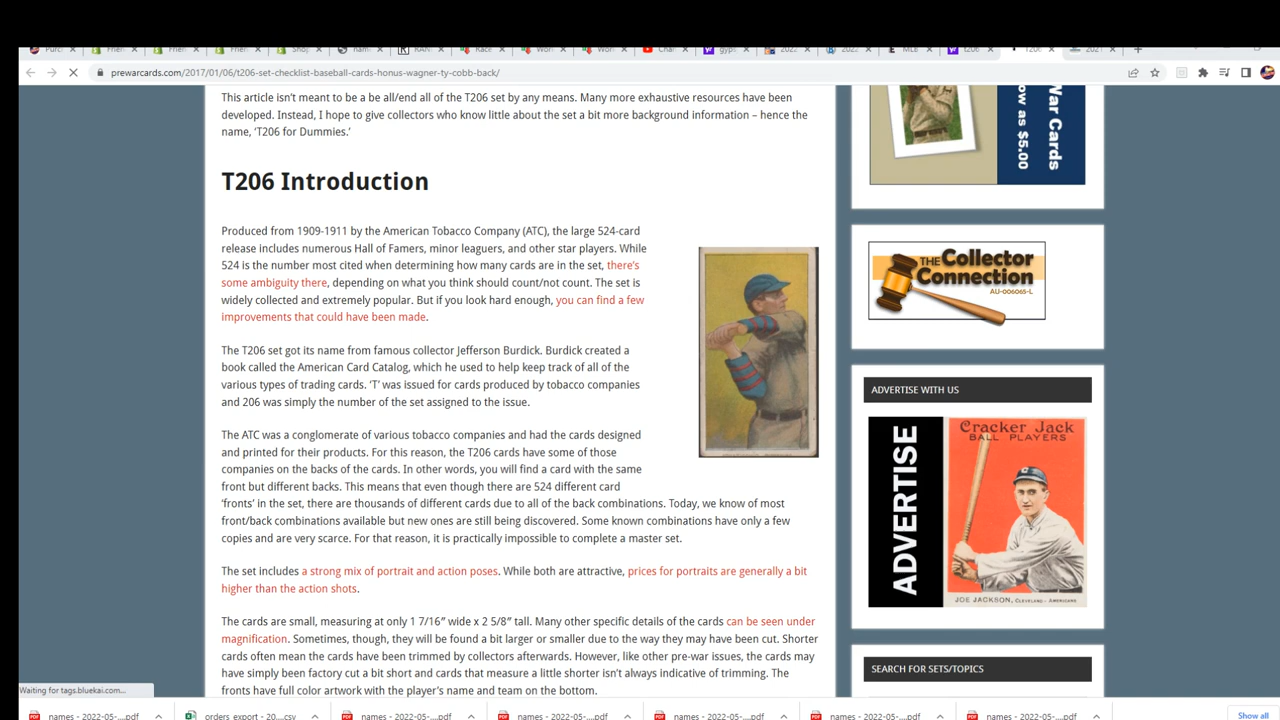 Purc
Frien
Frien
Frien
Shop
nam
RAN
Race
Wor
Wor
Cha
gyp
2022
2022
MLB
t206
T206
2021
prewarcards.com/2017/01/06/t206-set-checklist-baseball-cards-honus-wagner-ty-cobb-back/
This article isn't meant to be a be all/end all of the T206 set by any means. Many more exhaustive resources have been
developed. Instead, I hope to give collectors who know little about the set a bit more background information – hence the
name, 'T206 for Dummies.'
T206 Introduction
Produced from 1909-1911 by the American Tobacco Company (ATC), the large 524-card
release includes numerous Hall of Famers, minor leaguers, and other star players. While
524 is the number most cited when determining how many cards are in the set, there's
some ambiguity there, depending on what you think should count/not count. The set is
widely collected and extremely popular. But if you look hard enough, you can find a few
improvements that could have been made.
The T206 set got its name from famous collector Jefferson Burdick. Burdick created a
book called the American Card Catalog, which he used to help keep track of all of the
various types of trading cards. 'T' was issued for cards produced by tobacco companies
and 206 was simply the number of the set assigned to the issue.
The ATC was a conglomerate of various tobacco companies and had the cards designed
and printed for their products. For this reason, the T206 cards have some of those
companies on the backs of the cards. In other words, you will find a card with the same
front but different backs. This means that even though there are 524 different card
'fronts' in the set, there are thousands of different cards due to all of the back combinations. Today, we know of most
front/back combinations available but new ones are still being discovered. Some known combinations have only a few
copies and are very scarce. For that reason, it is practically impossible to complete a master set.
The set includes a strong mix of portrait and action poses. While both are attractive, prices for portraits are generally a bit
higher than the action shots.
The cards are small, measuring at only 1 7/16" wide x 2 5/8" tall. Many other specific details of the cards can be seen under
magnification. Sometimes, though, they will be found a bit larger or smaller due to the way they may have been cut. Shorter
cards often mean the cards have been trimmed by collectors afterwards. However, like other pre-war issues, the cards may
have simply been factory cut a bit short and cards that measure a little shorter isn't always indicative of trimming. The
fronts have full color artwork with the player's name and team on the bottom.
War Cards
ow as $5.00
THE Collector
Connection
AU-006065-L
ADVERTISE WITH US
ADVERTISE
Cracker Jack
BALL PLAYERS
JOE JACKSON, CLEVELAND - AMERICANS
SEARCH FOR SETS/TOPICS
Waiting for tags.bluekai.com...
names - 2022-05-....pdf
orders_export - 20....csv
names - 2022-05-....pdf
names - 2022-05-....pdf
names - 2022-05-....pdf
names - 2022-05-....pdf
names - 2022-05-....pdf
Show all